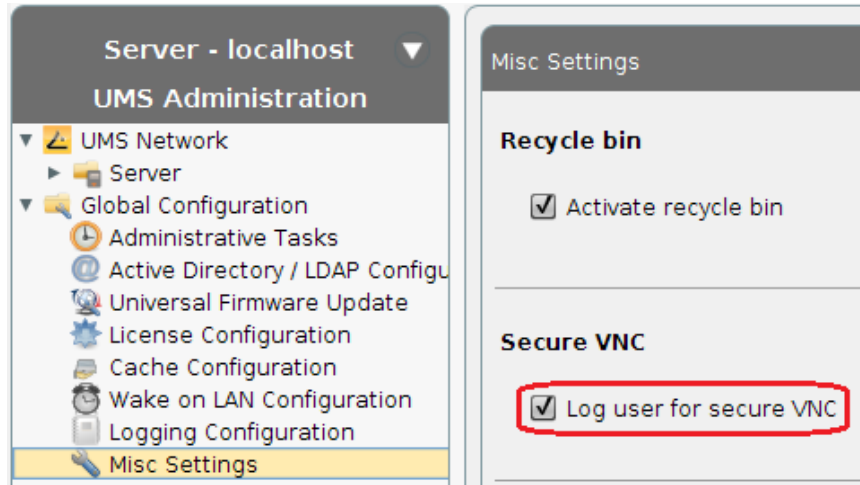 Server - localhost
UMS Administration
UMS Network
Server
Global Configuration
Administrative Tasks
Active Directory / LDAP Configu
Universal Firmware Update
License Configuration
Cache Configuration
Wake on LAN Configuration
Logging Configuration
Misc Settings
Misc Settings
Recycle bin
Activate recycle bin
Secure VNC
Log user for secure VNC